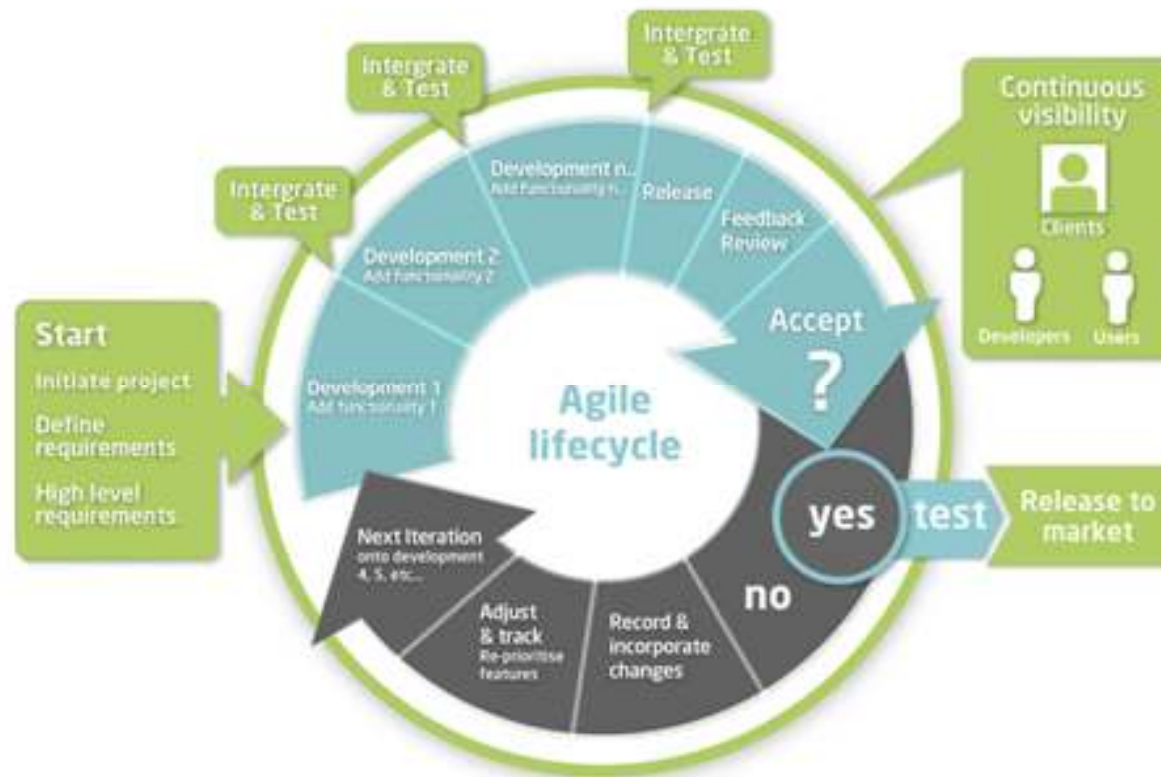 Start
Initiate project
Define
requirements
High level
requirements
Intergrate
& Test
Intergrate
& Test
Intergrate
& Test
Development 1
Add functionality 1
Development 2
Add functionality 2
Development n...
Add functionality n...
Release
Feedback
Review
Accept
?
Continuous
visibility
Clients
Developers
Users
Agile
lifecycle
yes
test
Release to
market
no
Record &
incorporate
changes
Adjust
& track
Re-prioritise
features
Next Iteration
onto development
4, 5, etc...